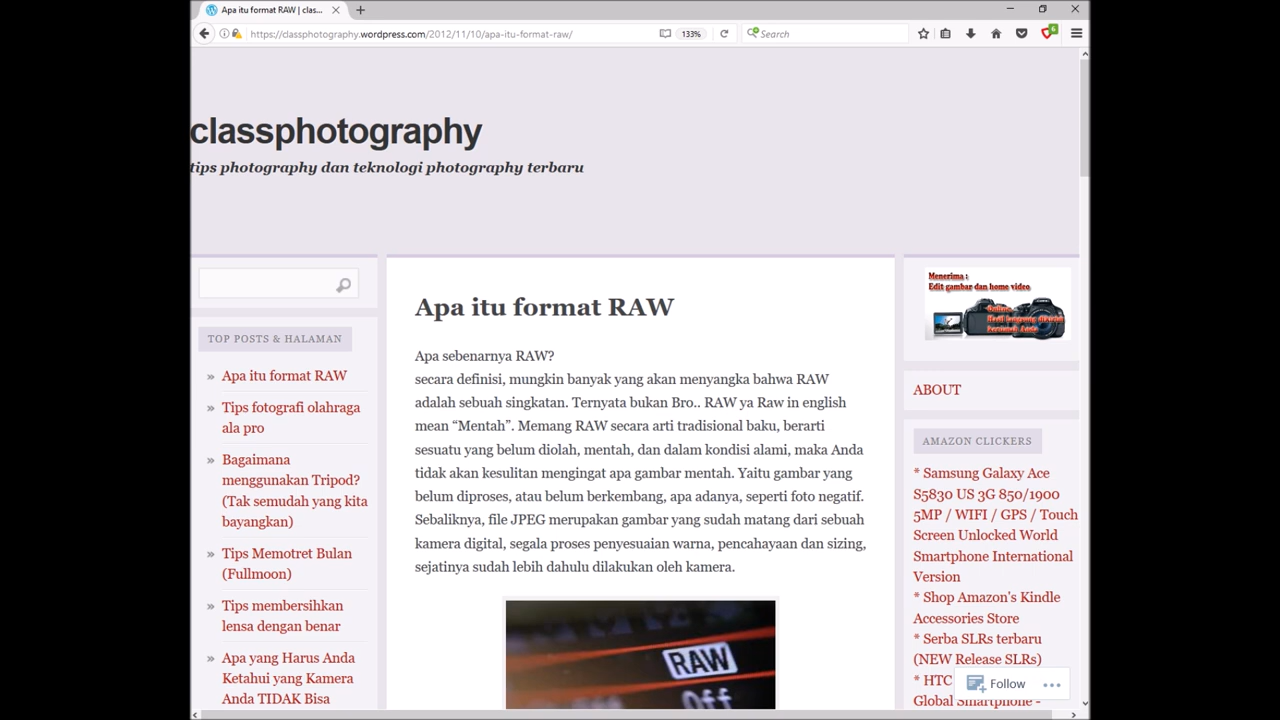 Apa itu format RAW | clas...
https://classphotography.wordpress.com/2012/11/10/apa-itu-format-raw/
133%
Search
6
classphotography
tips photography dan teknologi photography terbaru
TOP POSTS & HALAMAN
» Apa itu format RAW
» Tips fotografi olahraga
ala pro
» Bagaimana
menggunakan Tripod?
(Tak semudah yang kita
bayangkan)
» Tips Memotret Bulan
(Fullmoon)
» Tips membersihkan
lensa dengan benar
» Apa yang Harus Anda
Ketahui yang Kamera
Anda TIDAK Bisa
Apa itu format RAW
Apa sebenarnya RAW?
secara definisi, mungkin banyak yang akan menyangka bahwa RAW
adalah sebuah singkatan. Ternyata bukan Bro.. RAW ya Raw in english
mean “Mentah”. Memang RAW secara arti tradisional baku, berarti
sesuatu yang belum diolah, mentah, dan dalam kondisi alami, maka Anda
tidak akan kesulitan mengingat apa gambar mentah. Yaitu gambar yang
belum diproses, atau belum berkembang, apa adanya, seperti foto negatif.
Sebaliknya, file JPEG merupakan gambar yang sudah matang dari sebuah
kamera digital, segala proses penyesuaian warna, pencahayaan dan sizing,
sejatinya sudah lebih dahulu dilakukan oleh kamera.
RAW
Off
Menerima :
Edit gambar dan home video
Online
ABOUT
AMAZON CLICKERS
* Samsung Galaxy Ace
S5830 US 3G 850/1900
5MP / WIFI / GPS / Touch
Screen Unlocked World
Smartphone International
Version
* Shop Amazon's Kindle
Accessories Store
* Serba SLRs terbaru
(NEW Release SLRs)
* HTC
Global Smartphone -
Follow